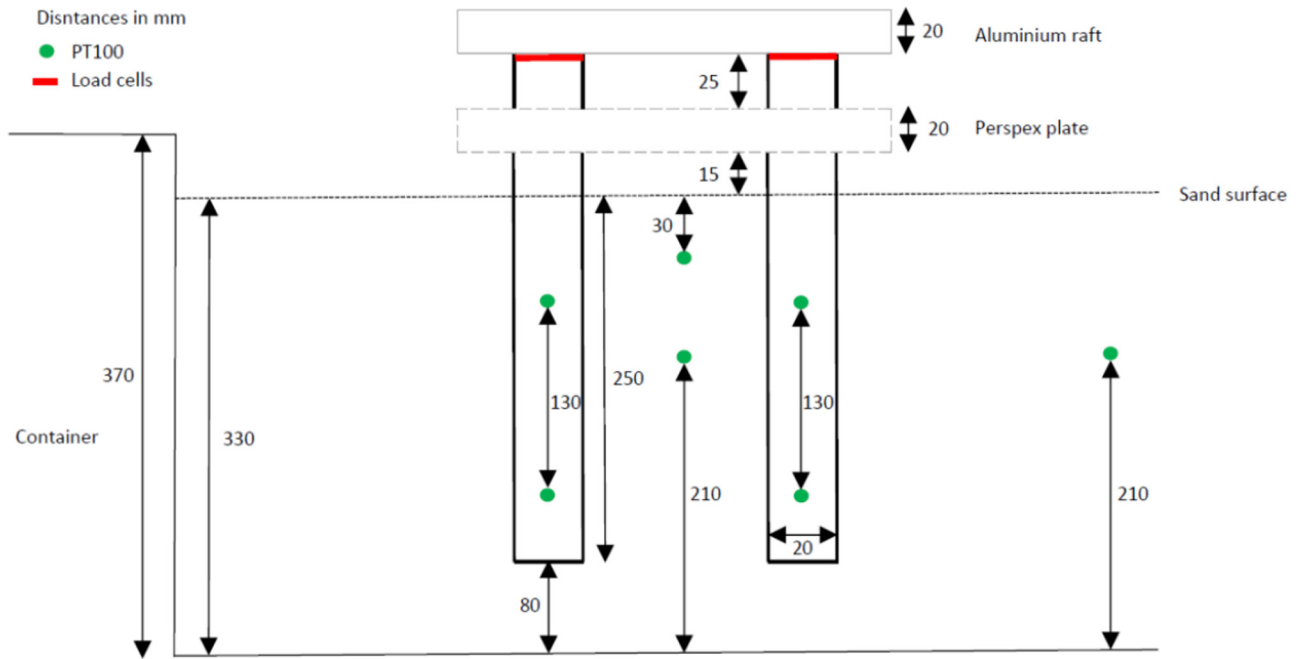 Disntances in mm
PT100
Load cells
20
Aluminium raft
25
20
Perspex plate
15
Sand surface
30
370
250
130
130
Container
330
210
210
20
80